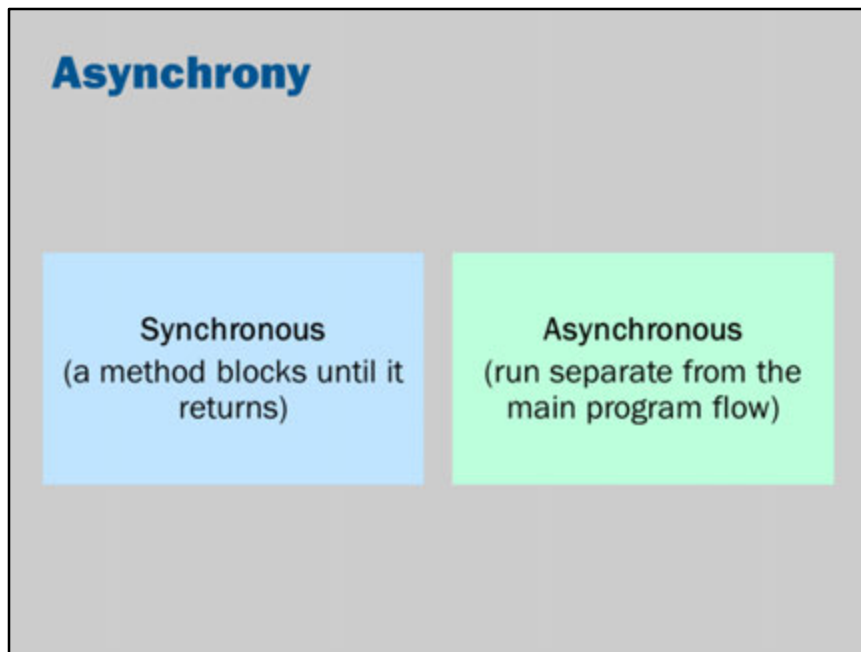 Asynchrony
Synchronous
(a method blocks until it
returns)
Asynchronous
(run separate from the
main program flow)